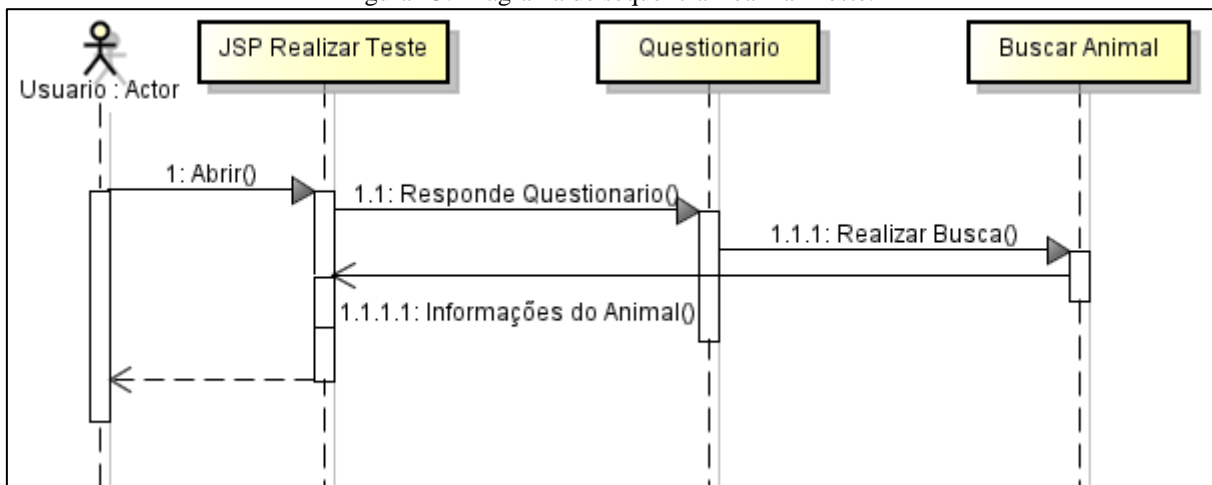 JSP Realizar Teste
Questionario
Buscar Animal
Usuario : Actor
1: Abrir()
1.1: Responde Questionario()
1.1.1: Realizar Busca()
1.1.1.1: Informações do Animal()